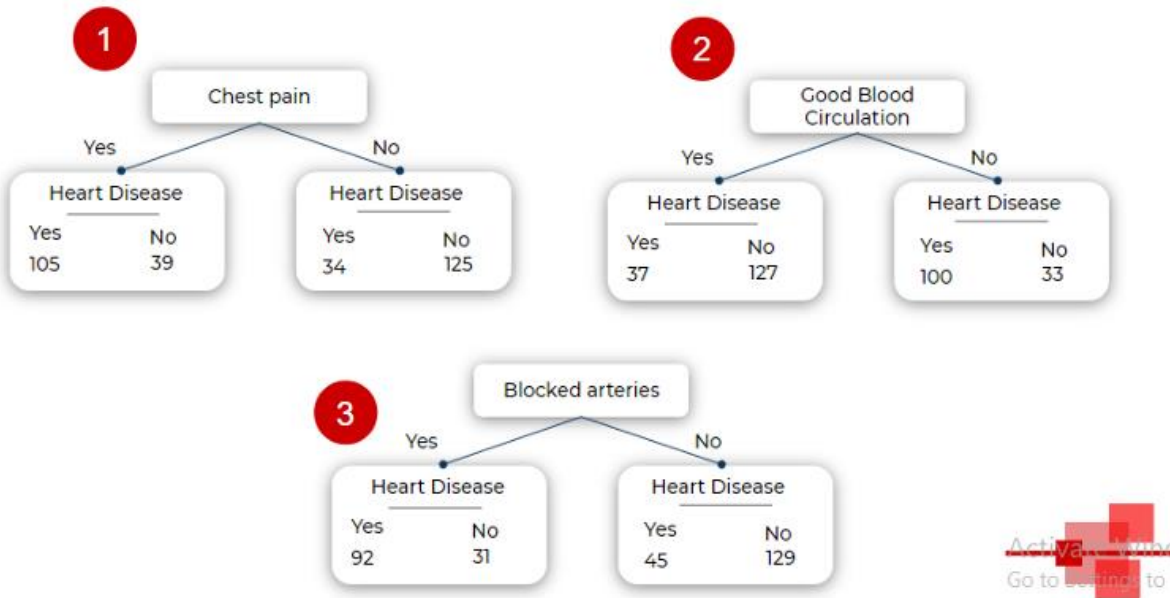 1
Chest pain
Yes
No
Heart Disease
Yes No
105 39
Heart Disease
Yes No
34 125
2
Good Blood
Circulation
Yes
No
Heart Disease
Yes No
37 127
Heart Disease
Yes No
100 33
3
Blocked arteries
Yes
No
Heart Disease
Yes No
92 31
Heart Disease
Yes No
45 129
Activate
Go to to